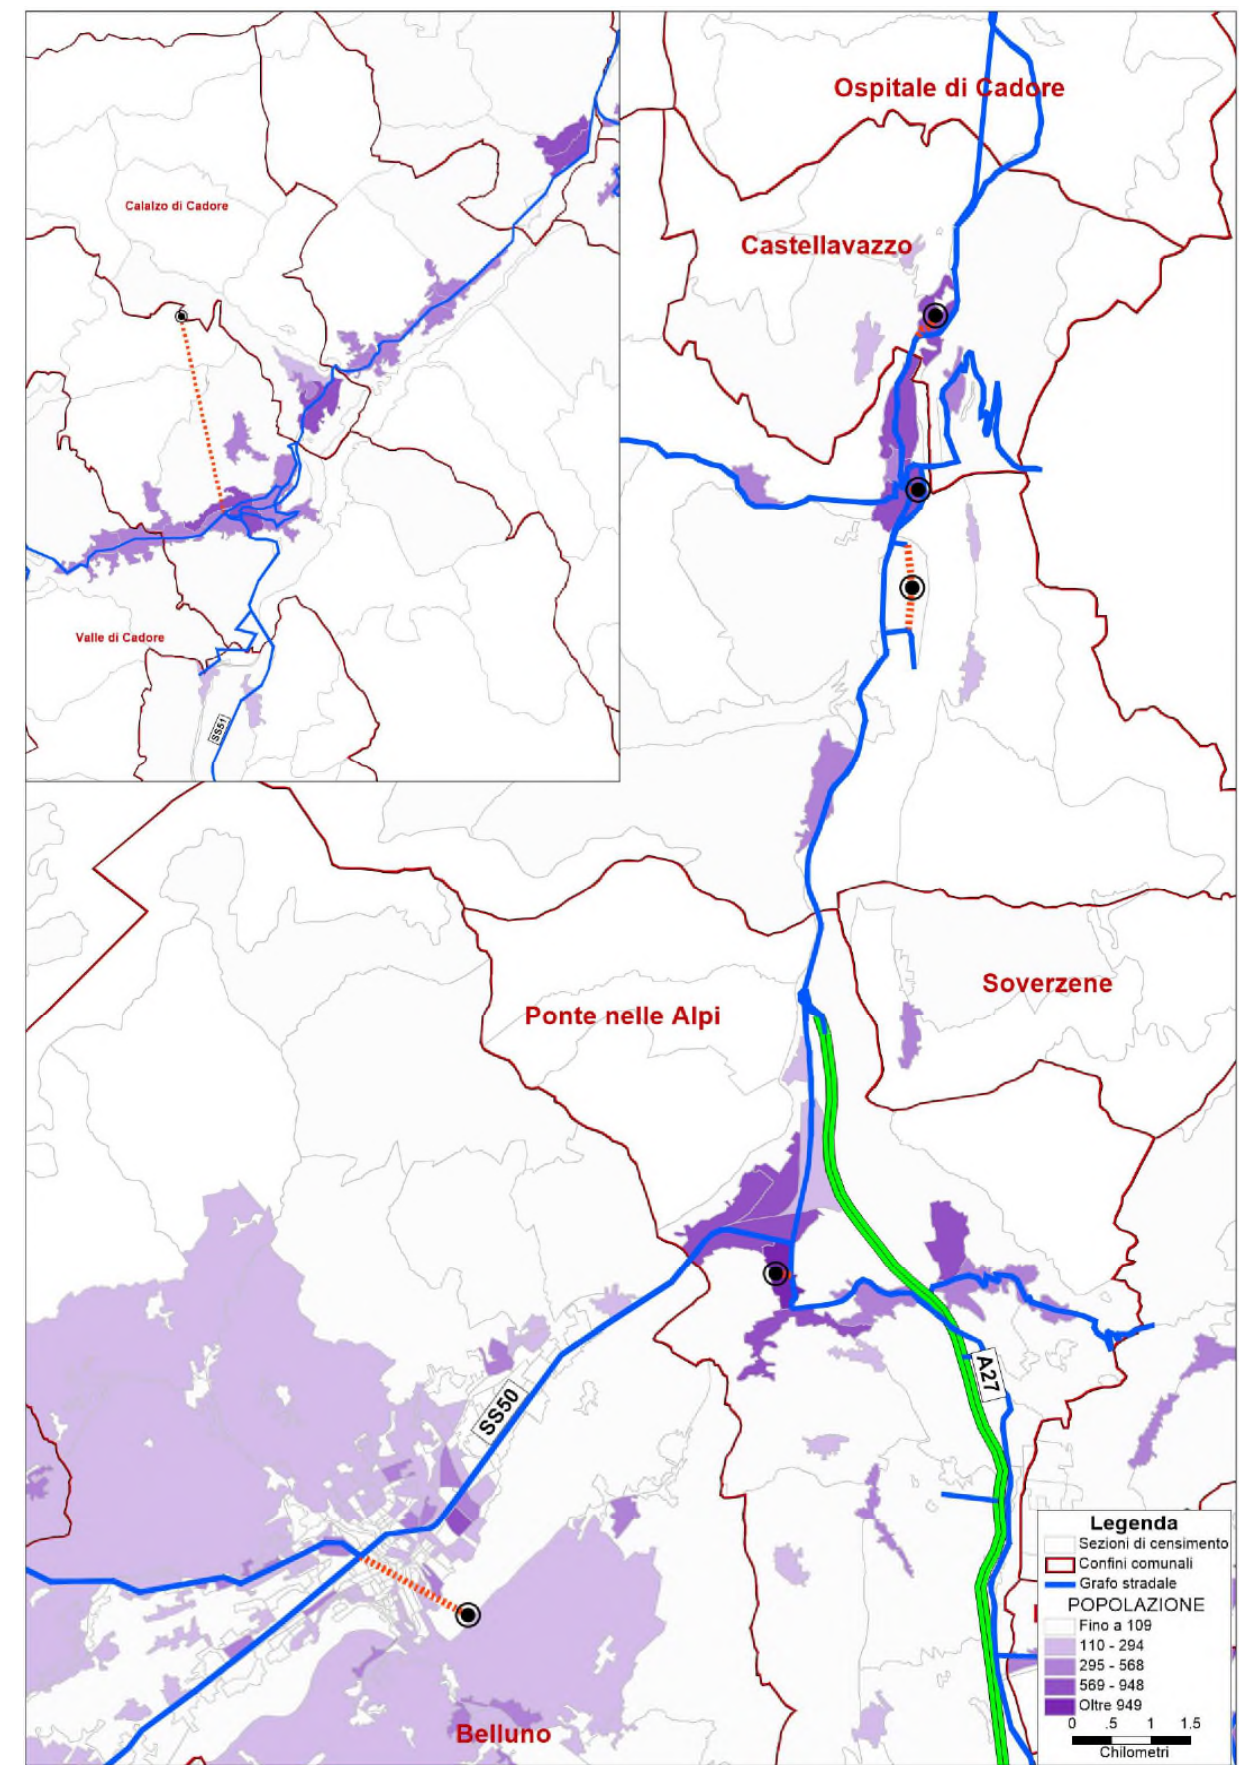 Ospitale di Cadore
Calalzo di Cadore
Castellavazzo
Valle di Cadore
SS51
Soverzene
Ponte nelle Alpi
A27
SS50
Belluno
Legenda
Sezioni di censimento
Confini comunali
Grafo stradale
POPOLAZIONE
Fino a 109
110 - 294
295 - 568
569 - 948
Oltre 949
0 .5 1 1.5
Chilometri